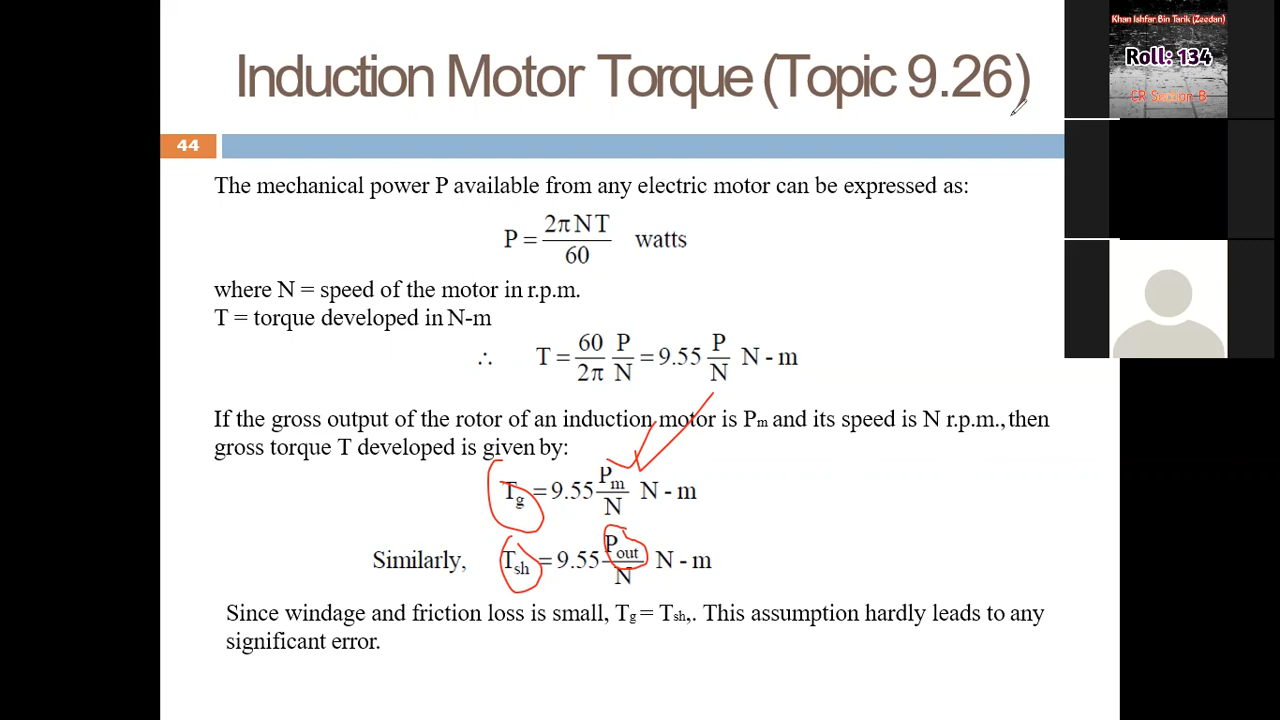 Induction Motor Torque (Topic 9.26)
44
The mechanical power P available from any electric motor can be expressed as:
P = 2π NT / 60 watts
where N = speed of the motor in r.p.m.
T = torque developed in N-m
∴ T = 60 / 2π P / N = 9.55 P / N N - m
If the gross output of the rotor of an induction motor is Pm and its speed is N r.p.m., then
gross torque T developed is given by:
Tg = 9.55 Pm / N N - m
Similarly, Tsh = 9.55 Pout / N N - m
Since windage and friction loss is small, Tg = Tsh,. This assumption hardly leads to any
significant error.
Khan Ishfar Bin Tarik (Zeedan)
Roll: 134
CR Section B